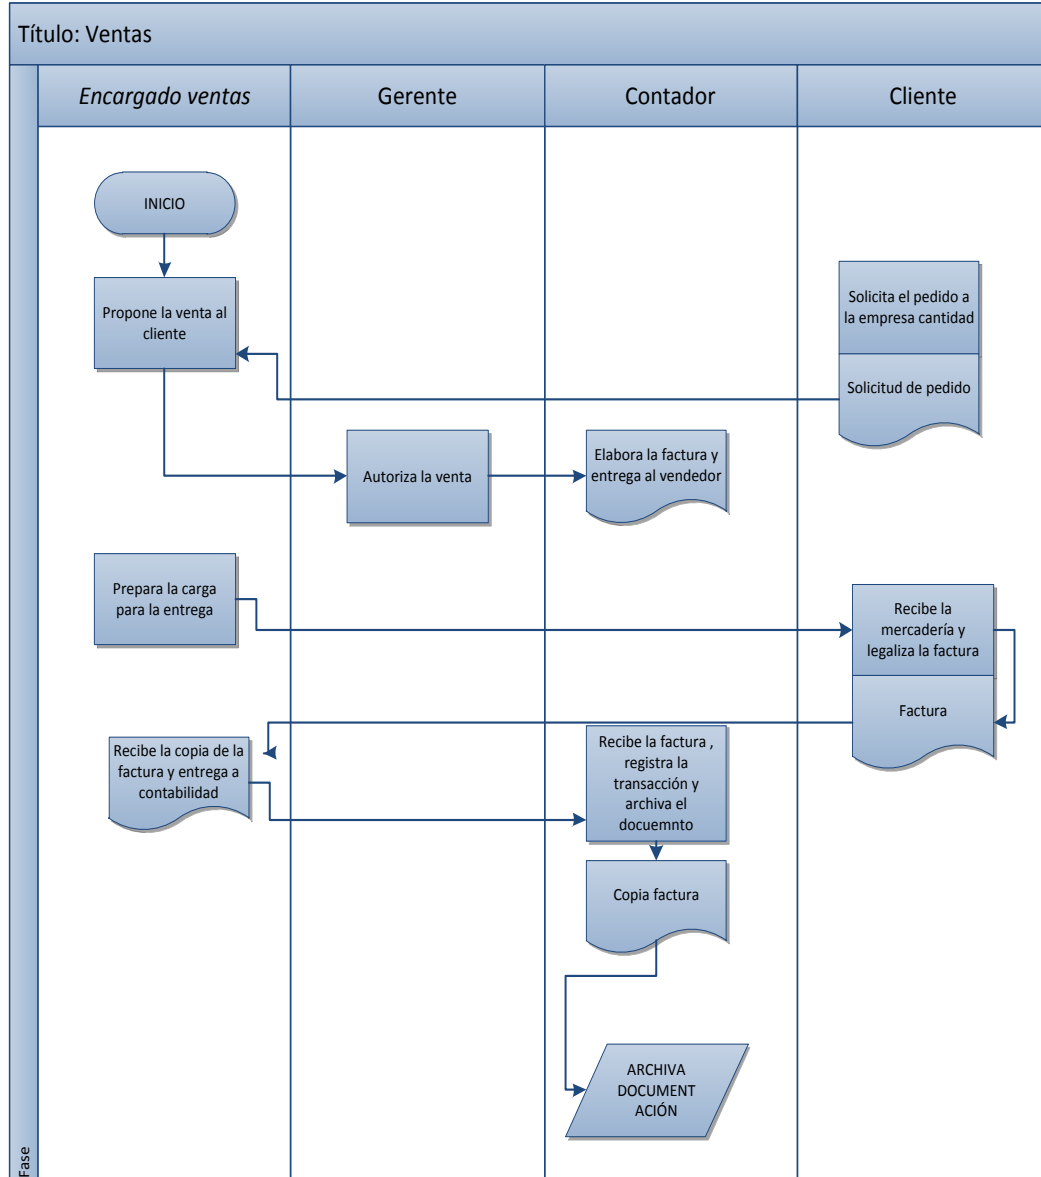 Título: Ventas
Encargado ventas
Gerente
Contador
Cliente
INICIO
Propone la venta al
cliente
Solicita el pedido a
la empresa cantidad
Solicitud de pedido
Autoriza la venta
Elabora la factura y
entrega al vendedor
Prepara la carga
para la entrega
Recibe la
mercadería y
legaliza la factura
Factura
Recibe la copia de la
factura y entrega a
contabilidad
Recibe la factura ,
registra la
transacción y
archiva el
docuemnto
Copia factura
ARCHIVA
DOCUMENT
ACIÓN
Fase